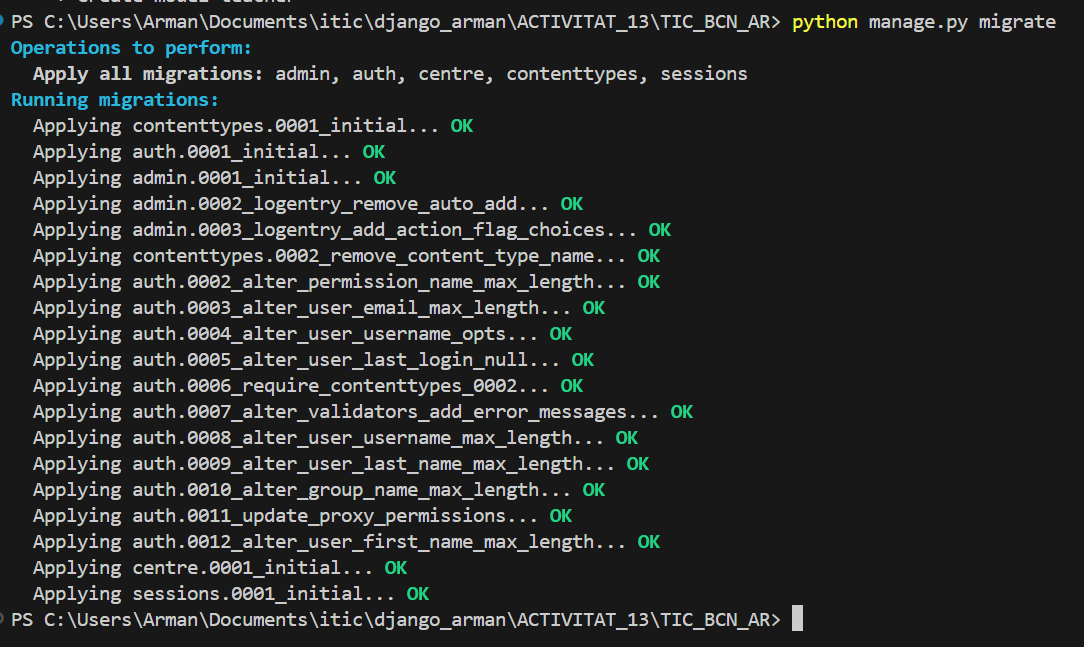 PS C:\Users\Arman\Documents\itic\django_arman\ACTIVITAT_13\TIC_BCN_AR> python manage.py migrate
Operations to perform:
  Apply all migrations: admin, auth, centre, contenttypes, sessions
Running migrations:
  Applying contenttypes.0001_initial... OK
  Applying auth.0001_initial... OK
  Applying admin.0001_initial... OK
  Applying admin.0002_logentry_remove_auto_add... OK
  Applying admin.0003_logentry_add_action_flag_choices... OK
  Applying contenttypes.0002_remove_content_type_name... OK
  Applying auth.0002_alter_permission_name_max_length... OK
  Applying auth.0003_alter_user_email_max_length... OK
  Applying auth.0004_alter_user_username_opts... OK
  Applying auth.0005_alter_user_last_login_null... OK
  Applying auth.0006_require_contenttypes_0002... OK
  Applying auth.0007_alter_validators_add_error_messages... OK
  Applying auth.0008_alter_user_username_max_length... OK
  Applying auth.0009_alter_user_last_name_max_length... OK
  Applying auth.0010_alter_group_name_max_length... OK
  Applying auth.0011_update_proxy_permissions... OK
  Applying auth.0012_alter_user_first_name_max_length... OK
  Applying centre.0001_initial... OK
  Applying sessions.0001_initial... OK
PS C:\Users\Arman\Documents\itic\django_arman\ACTIVITAT_13\TIC_BCN_AR>